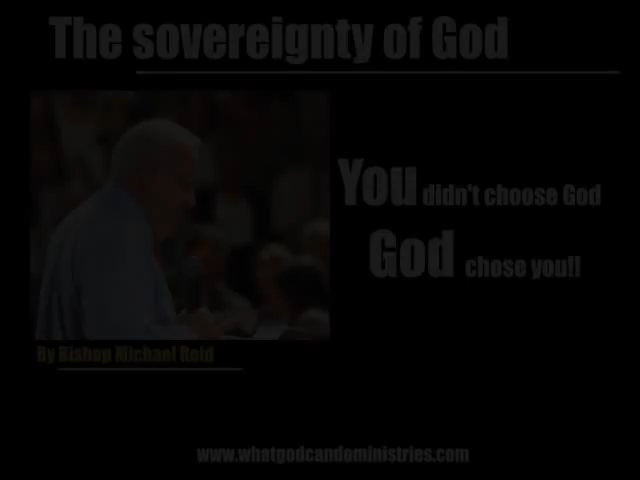 The sovereignty of God
You didn't choose God
God chose you!!
By Bishop Michael Reid
www.whatgodcandoministries.com